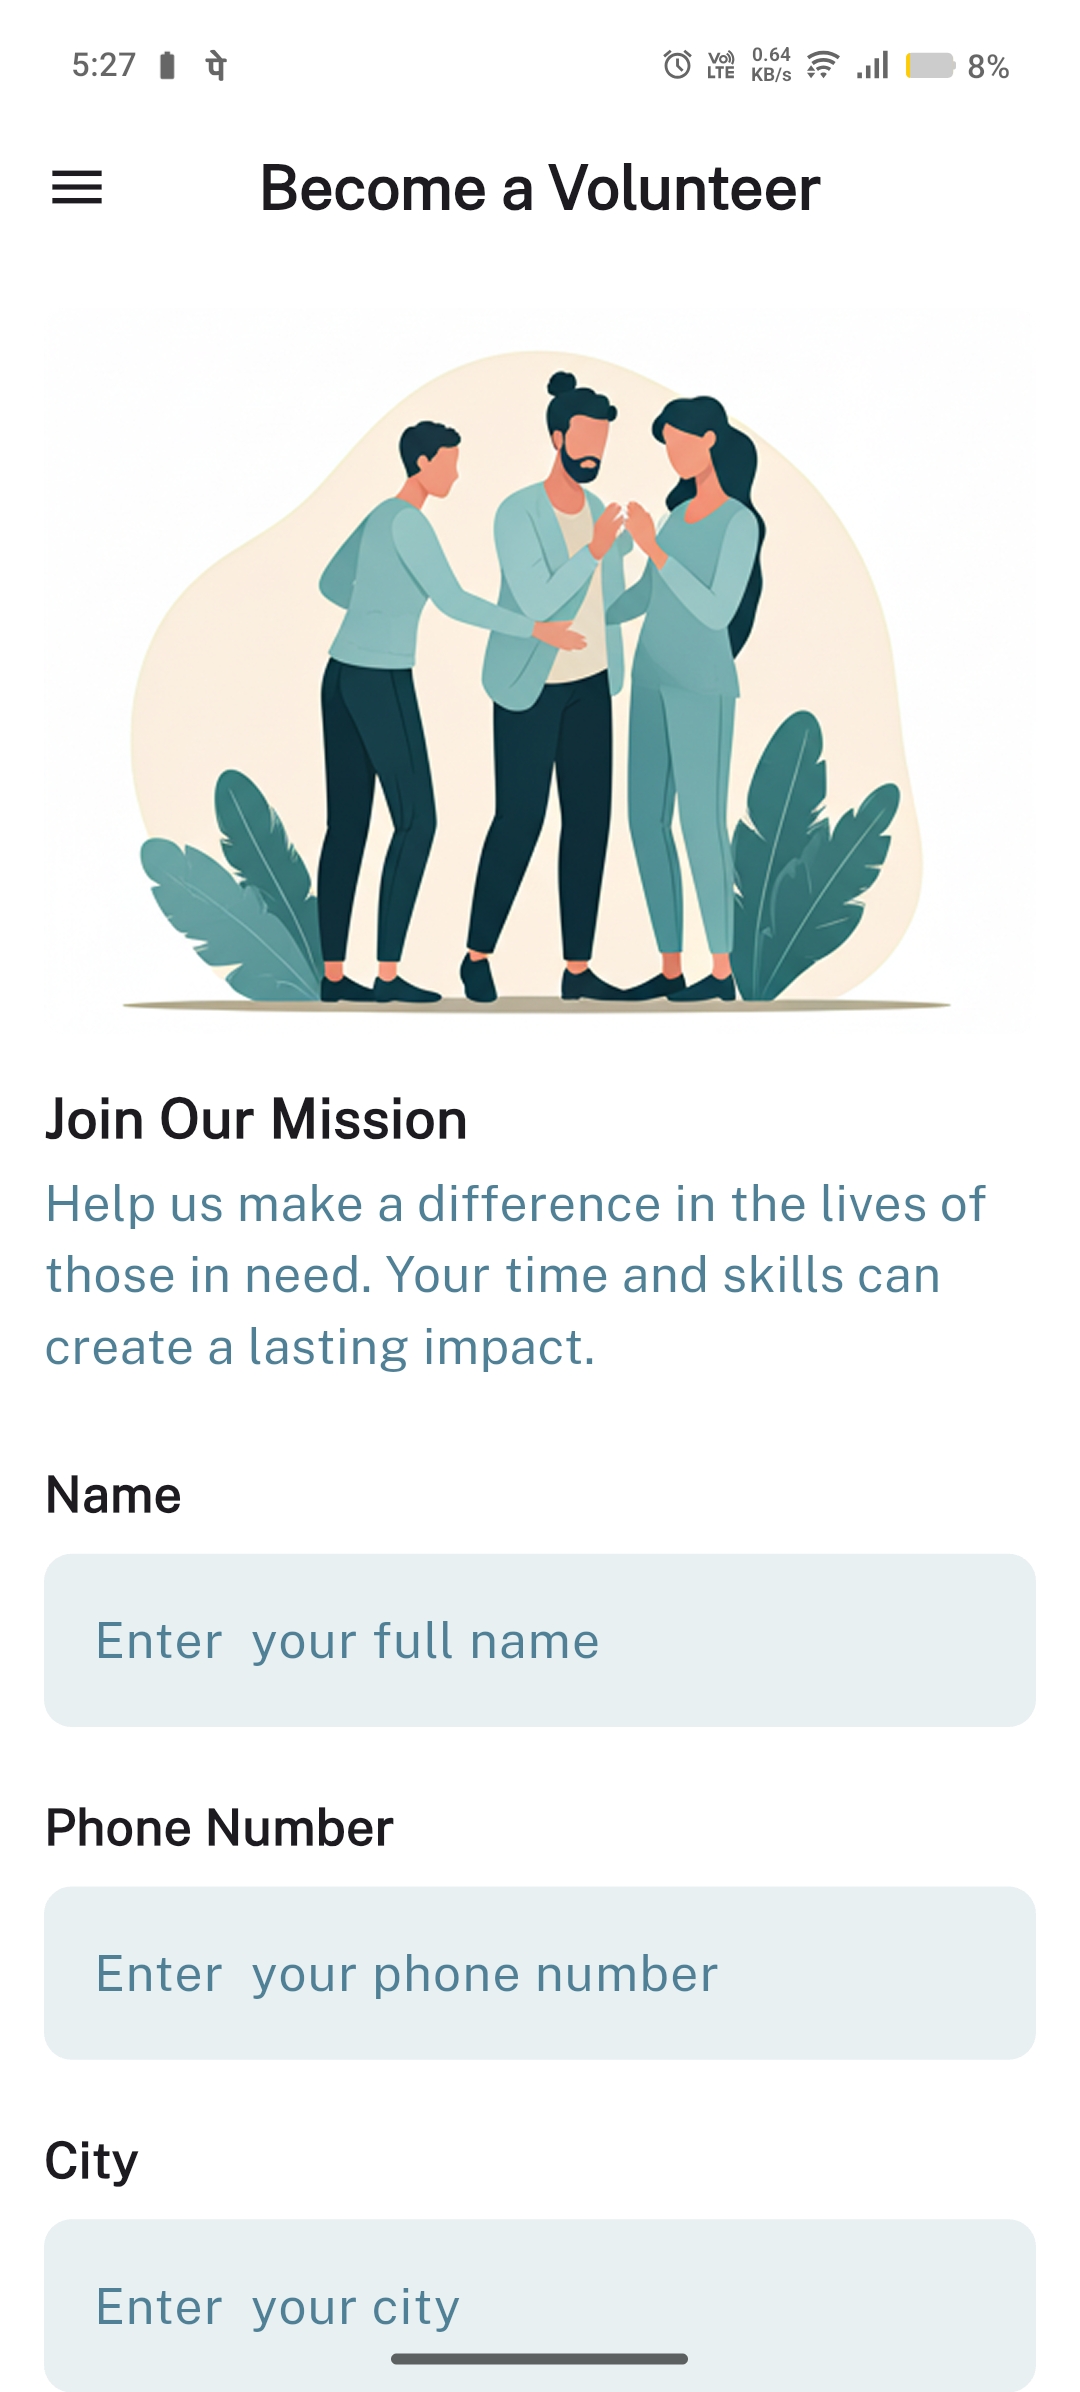 5:27 पे Vo)) LTE 0.64 KB/s 8%
Become a Volunteer
Join Our Mission
Help us make a difference in the lives of
those in need. Your time and skills can
create a lasting impact.
Name
Enter  your full name
Phone Number
Enter  your phone number
City
Enter  your city